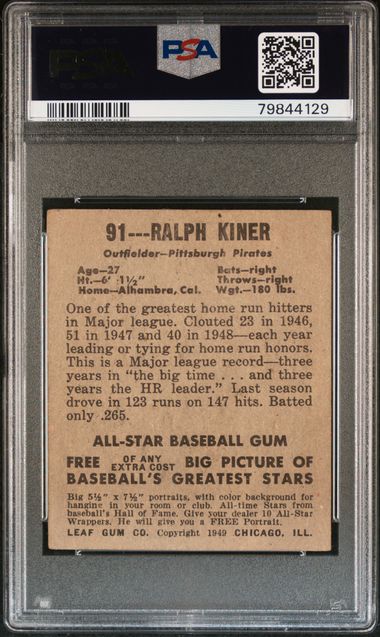 PSA
PSA
79844129
91---RALPH KINER
Outfielder—Pittsburgh Pirates
Age—27 Bats—right
Ht.—6' 1½" Throws—right
Home—Alhambra, Cal. Wgt.—180 lbs.
One of the greatest home run hitters
in Major league. Clouted 23 in 1946,
51 in 1947 and 40 in 1948—each year
leading or tying for home run honors.
This is a Major league record—three
years in "the big time . . . and three
years the HR leader." Last season
drove in 123 runs on 147 hits. Batted
only .265.
ALL-STAR BASEBALL GUM
FREE OF ANY EXTRA COST BIG PICTURE OF
BASEBALL'S GREATEST STARS
Big 5½" x 7½" portraits, with color background for
hanging in your room or club. All-time Stars from
baseball's Hall of Fame. Give your dealer 10 All-Star
Wrappers. He will give you a FREE Portrait.
LEAF GUM CO. Copyright 1949 CHICAGO, ILL.